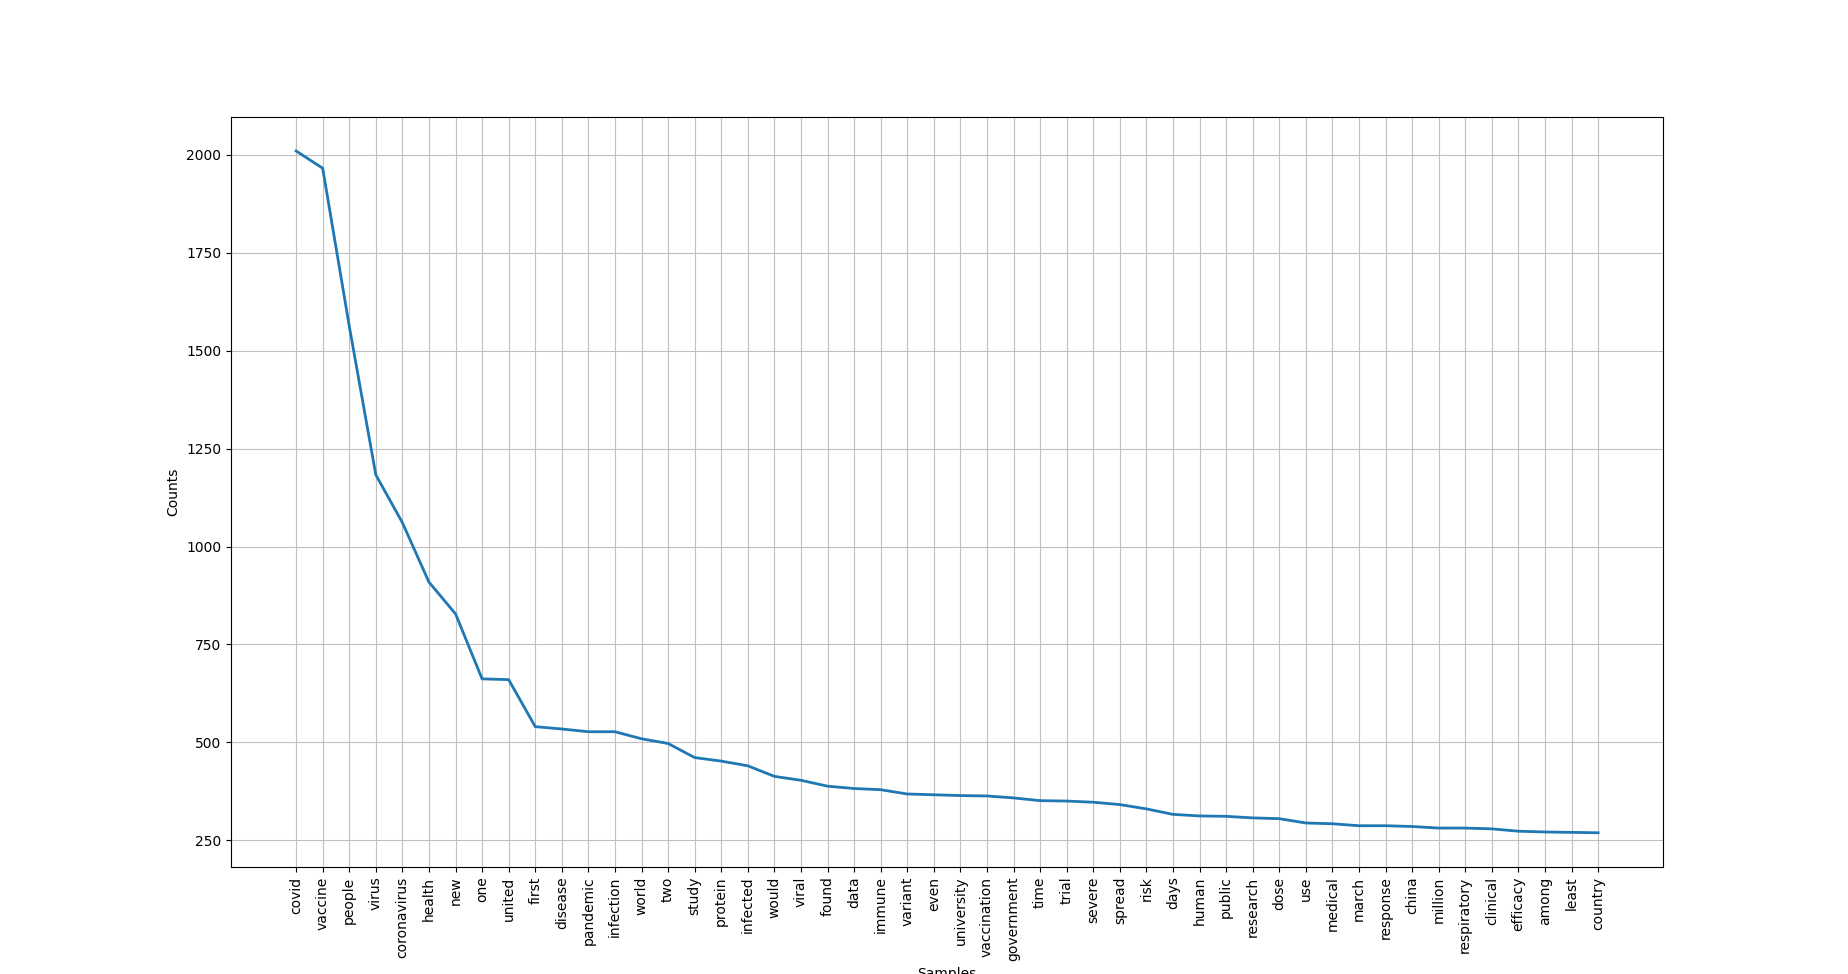 2000
1750
1500
1250
1000
750
500
250
Counts
covid
vaccine
people
virus
coronavirus
health
new
one
united
first
disease
pandemic
infection
world
two
study
protein
infected
would
viral
found
data
immune
variant
even
university
vaccination
government
time
trial
severe
spread
risk
days
human
public
research
dose
use
medical
march
response
china
million
respiratory
clinical
efficacy
among
least
country
Samples